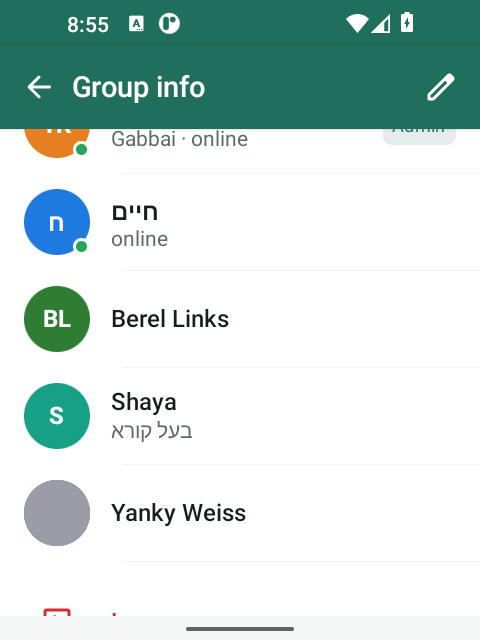 8:55
Group info
Gabbai · online
Admin
ח
חיים
online
BL
Berel Links
S
Shaya
בעל קורא
Yanky Weiss